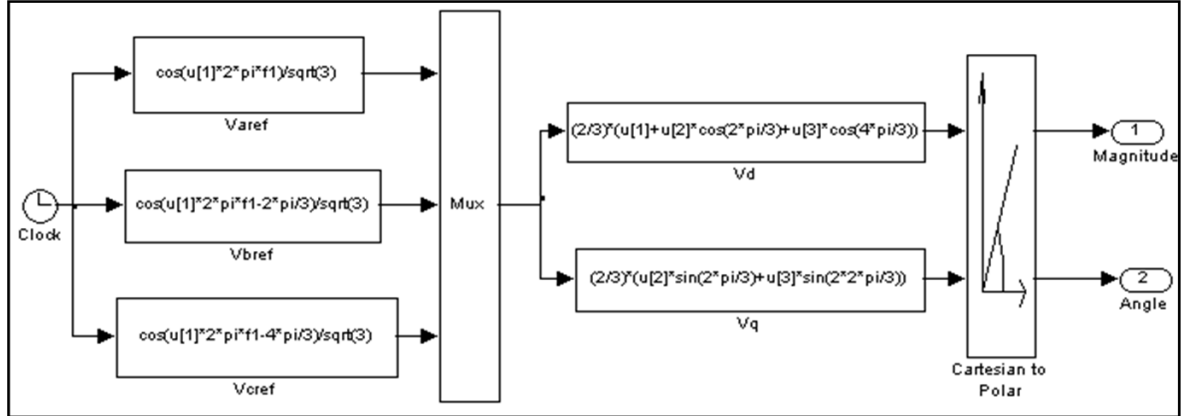 cos(u[1]*2*pi*f1)/sqrt(3)
Varef
cos(u[1]*2*pi*f1-2*pi/3)/sqrt(3)
Vbref
cos(u[1]*2*pi*f1-4*pi/3)/sqrt(3)
Vcref
Clock
Mux
(2/3)*(u[1]+u[2]*cos(2*pi/3)+u[3]*cos(4*pi/3))
Vd
(2/3)*(u[2]*sin(2*pi/3)+u[3]*sin(2*2*pi/3))
Vq
Cartesian to
Polar
1
Magnitude
2
Angle